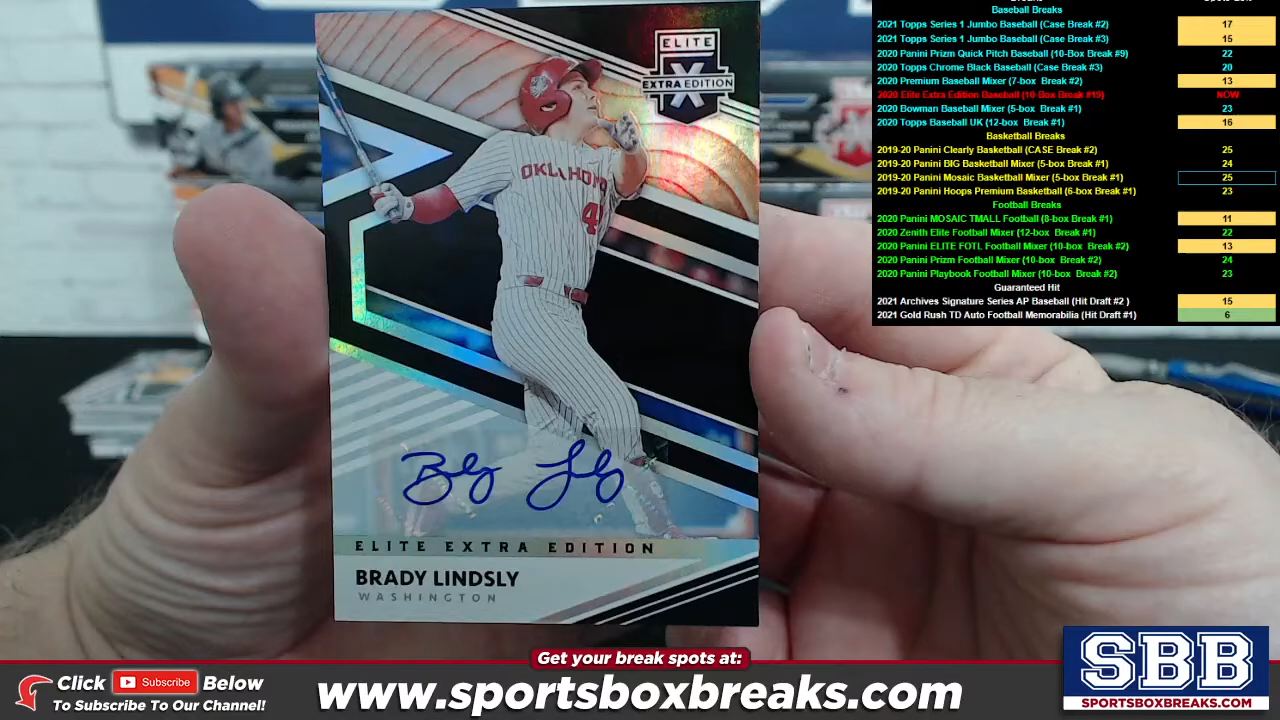 Baseball Breaks
2021 Topps Series 1 Jumbo Baseball (Case Break #2) 17
2021 Topps Series 1 Jumbo Baseball (Case Break #3) 15
2020 Panini Prizm Quick Pitch Baseball (10-Box Break #9) 22
2020 Topps Chrome Black Baseball (Case Break #3) 20
2020 Premium Baseball Mixer (7-box Break #2) 13
2020 Elite Extra Edition Baseball (10-Box Break #15) NOW
2020 Bowman Baseball Mixer (5-box Break #1) 23
2020 Topps Baseball UK (12-box Break #1) 16
Basketball Breaks
2019-20 Panini Clearly Basketball (CASE Break #2) 25
2019-20 Panini BIG Basketball Mixer (5-box Break #1) 24
2019-20 Panini Mosaic Basketball Mixer (5-box Break #1) 25
2019-20 Panini Hoops Premium Basketball (6-box Break #1) 23
Football Breaks
2020 Panini MOSAIC TMALL Football (8-box Break #1) 11
2020 Zenith Elite Football Mixer (12-box Break #1) 22
2020 Panini ELITE FOTL Football Mixer (10-box Break #2) 13
2020 Panini Prizm Football Mixer (10-box Break #2) 24
2020 Panini Playbook Football Mixer (10-box Break #2) 23
Guaranteed Hit
2021 Archives Signature Series AP Baseball (Hit Draft #2 ) 15
2021 Gold Rush TD Auto Football Memorabilia (Hit Draft #1) 6
ELITE
EXTRA EDITION
X
OKLAHOMA
4
ELITE EXTRA EDITION
BRADY LINDSLY
WASHINGTON
Get your break spots at:
www.sportsboxbreaks.com
Click Subscribe Below
To Subscribe To Our Channel!
SBB
SPORTSBOXBREAKS.COM